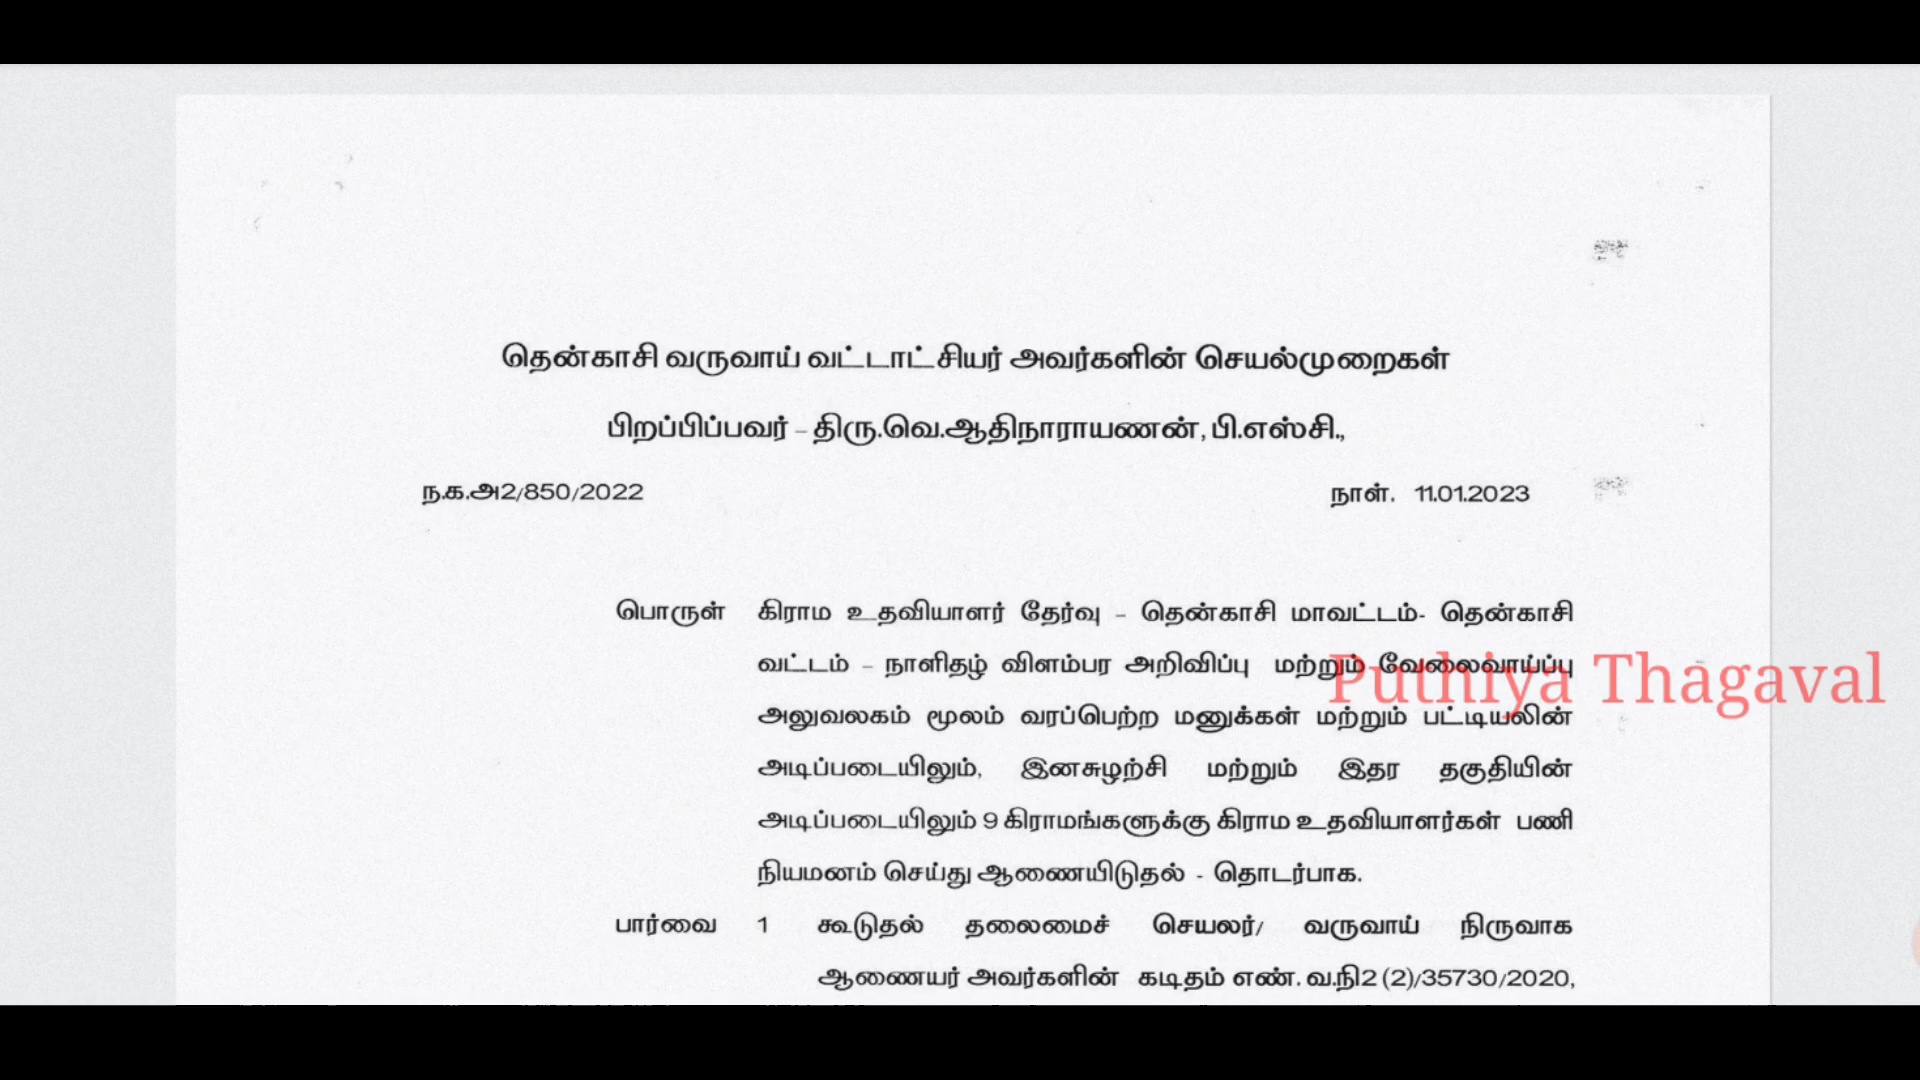 தென்காசி வருவாய் வட்டாட்சியர் அவர்களின் செயல்முறைகள்
பிறப்பிப்பவர் – திரு.வெ.ஆதிநாராயணன், பி.எஸ்சி.,
ந.க.அ2/850/2022 நாள். 11.01.2023
பொருள் கிராம உதவியாளர் தேர்வு – தென்காசி மாவட்டம்- தென்காசி
வட்டம் – நாளிதழ் விளம்பர அறிவிப்பு மற்றும் வேலைவாய்ப்பு
Puthiya Thagaval
அலுவலகம் மூலம் வரப்பெற்ற மனுக்கள் மற்றும் பட்டியலின்
அடிப்படையிலும், இனசுழற்சி மற்றும் இதர தகுதியின்
அடிப்படையிலும் 9 கிராமங்களுக்கு கிராம உதவியாளர்கள் பணி
நியமனம் செய்து ஆணையிடுதல் - தொடர்பாக.
பார்வை 1 கூடுதல் தலைமைச் செயலர்/ வருவாய் நிருவாக
ஆணையர் அவர்களின் கடிதம் எண். வ.நி2 (2)/35730/2020,